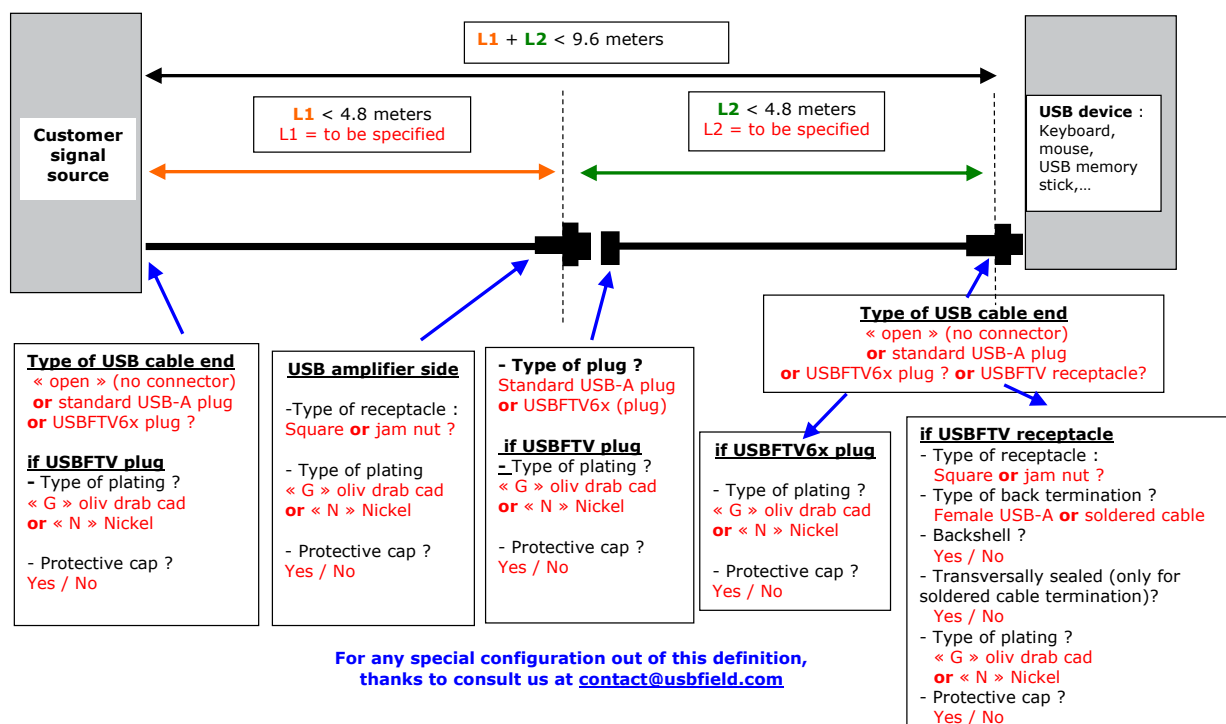 L1 + L2 < 9.6 meters
L1 < 4.8 meters
L1 = to be specified
L2 < 4.8 meters
L2 = to be specified
Customer
signal
source
USB device :
Keyboard,
mouse,
USB memory
stick,...
Type of USB cable end
« open » (no connector)
or standard USB-A plug
or USBFTV6x plug ?
if USBFTV plug
- Type of plating ?
« G » oliv drab cad
or « N » Nickel
- Protective cap ?
Yes / No
USB amplifier side
-Type of receptacle :
Square or jam nut ?
- Type of plating
« G » oliv drab cad
or « N » Nickel
- Protective cap ?
Yes / No
- Type of plug ?
Standard USB-A plug
or USBFTV6x (plug)
if USBFTV plug
- Type of plating ?
« G » oliv drab cad
or « N » Nickel
- Protective cap ?
Yes / No
Type of USB cable end
« open » (no connector)
or standard USB-A plug
or USBFTV6x plug ? or USBFTV receptacle?
if USBFTV6x plug
- Type of plating ?
« G » oliv drab cad
or « N » Nickel
- Protective cap ?
Yes / No
if USBFTV receptacle
- Type of receptacle :
Square or jam nut ?
- Type of back termination ?
Female USB-A or soldered cable
- Backshell ?
Yes / No
- Transversally sealed (only for
soldered cable termination)?
Yes / No
- Type of plating ?
« G » oliv drab cad
or « N » Nickel
- Protective cap ?
Yes / No
For any special configuration out of this definition,
thanks to consult us at contact@usbfield.com